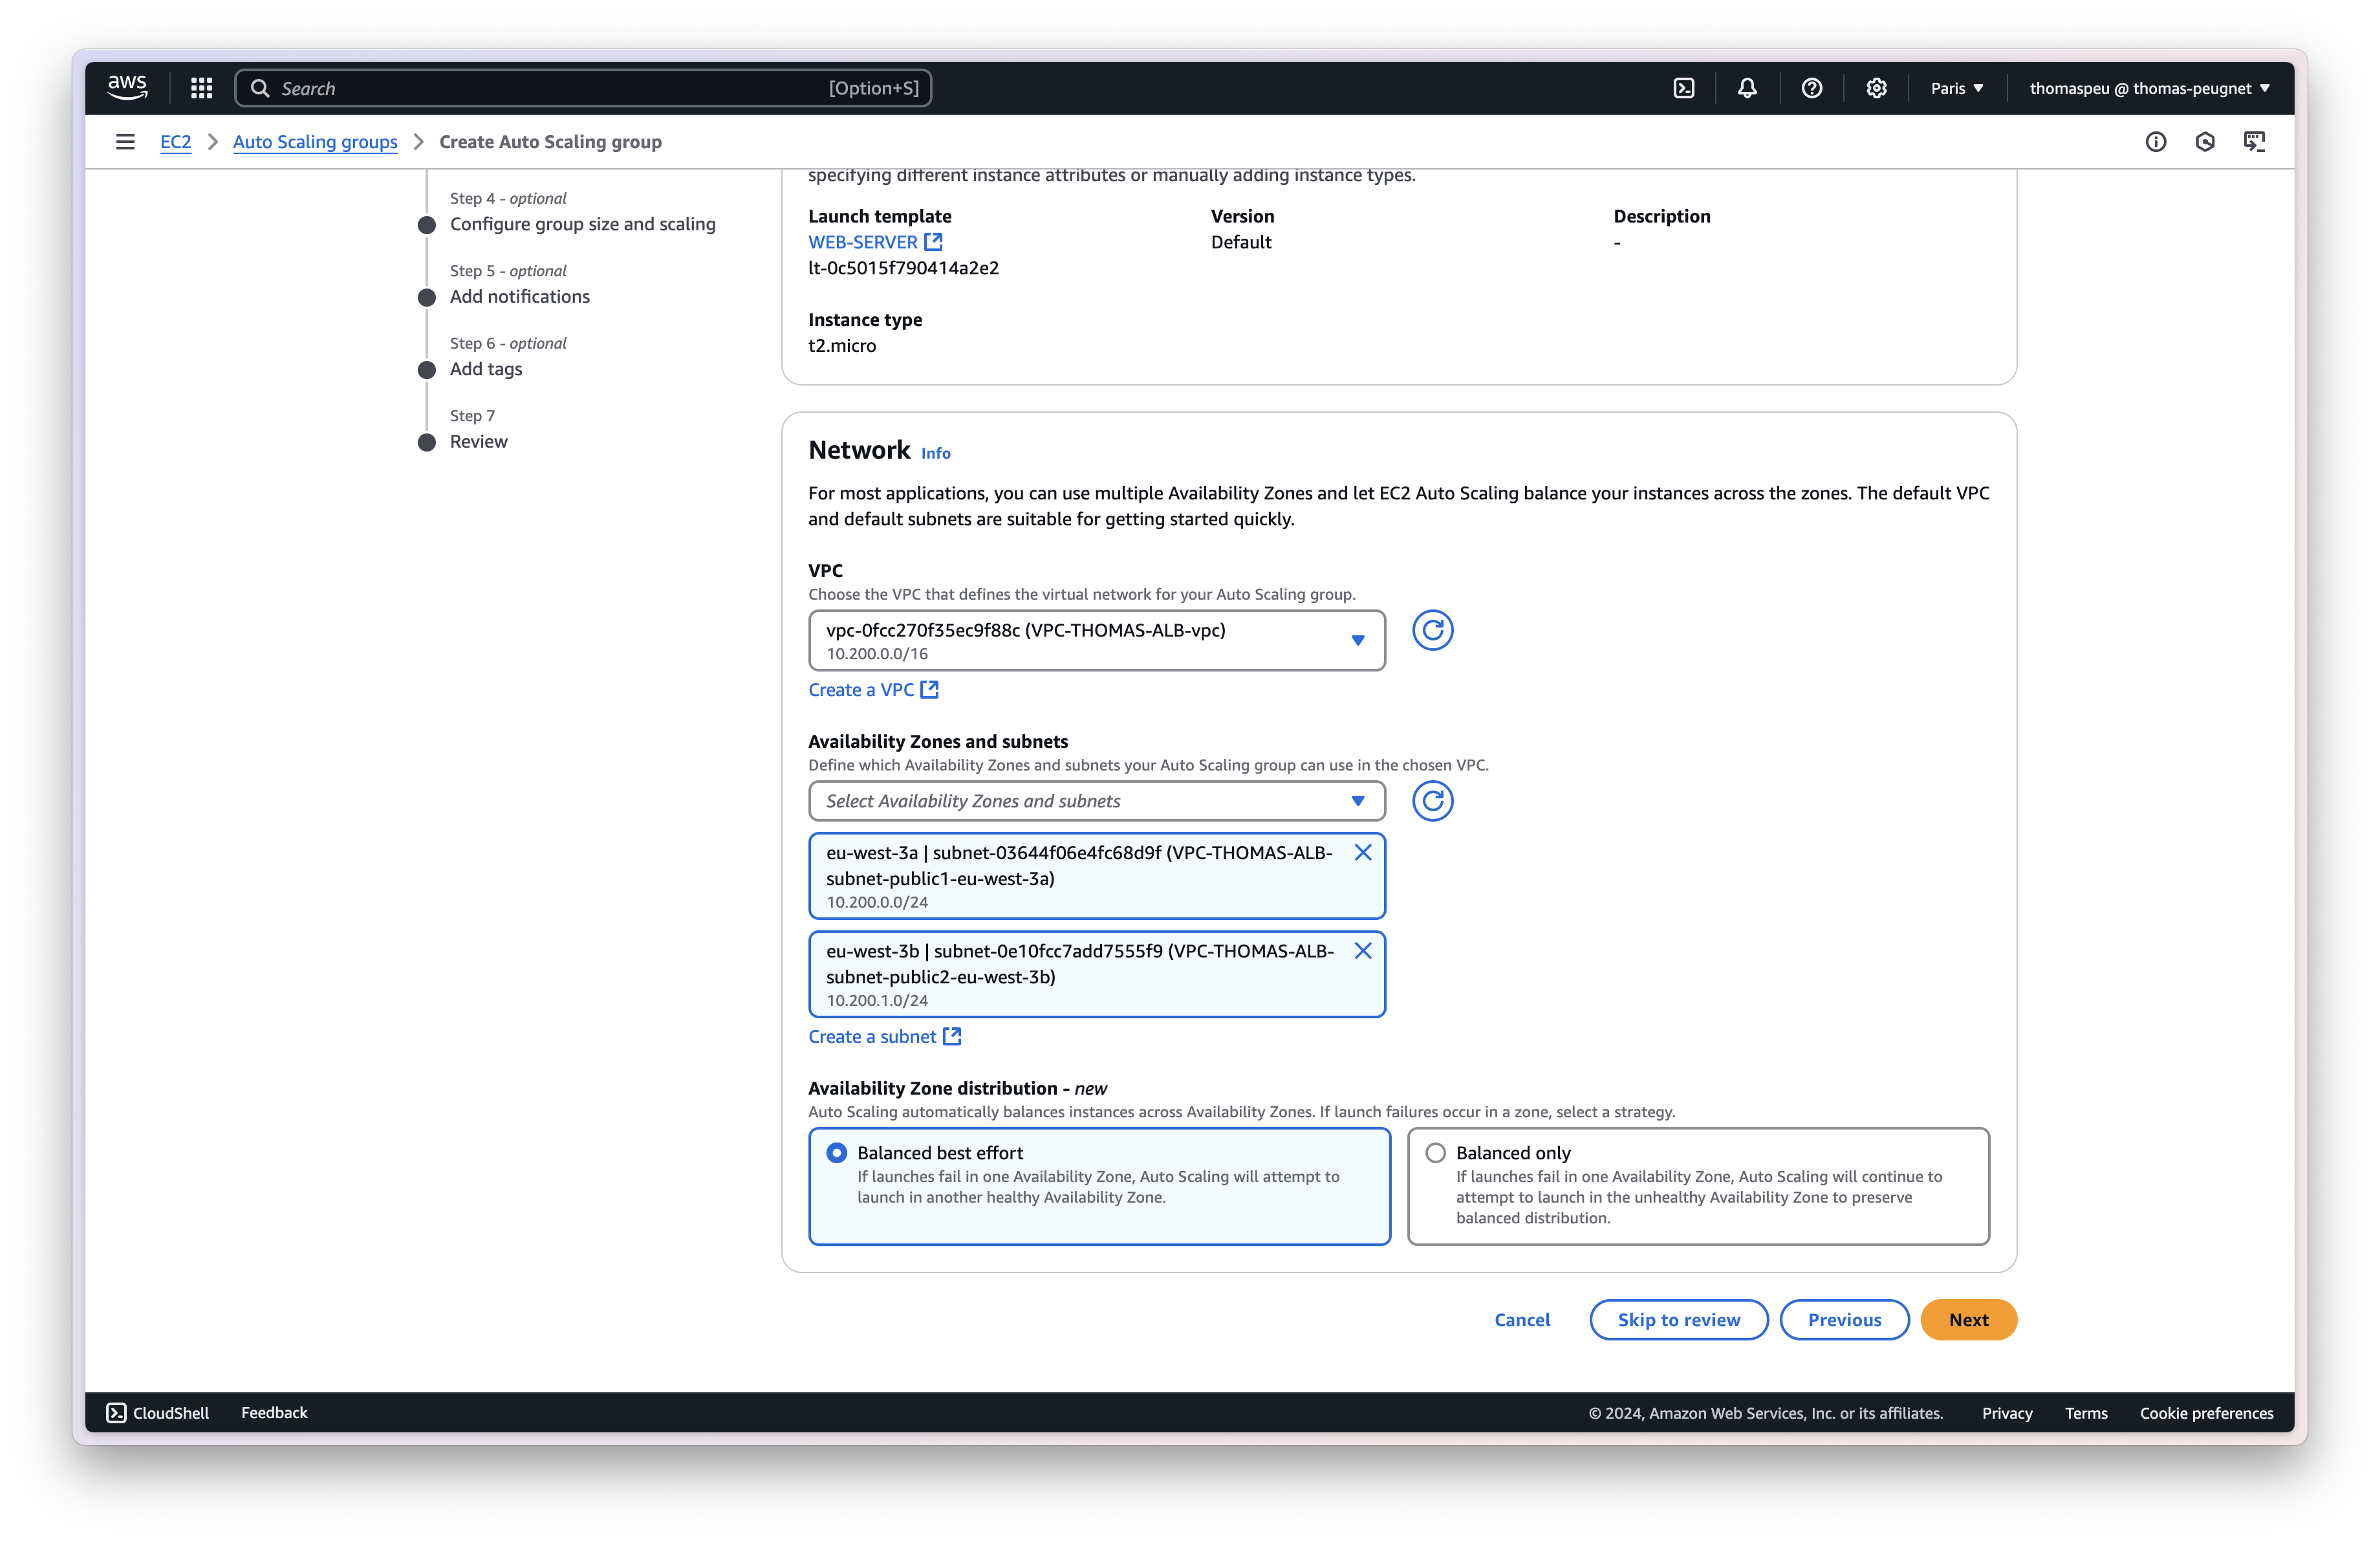 aws
Search
[Option+S]
Paris
thomaspeu @ thomas-peugnet
EC2
Auto Scaling groups
Create Auto Scaling group
Step 4 - optional
Configure group size and scaling
Step 5 - optional
Add notifications
Step 6 - optional
Add tags
Step 7
Review
specifying different instance attributes or manually adding instance types.
Launch template
WEB-SERVER
lt-0c5015f790414a2e2
Version
Default
Description
-
Instance type
t2.micro
Network Info
For most applications, you can use multiple Availability Zones and let EC2 Auto Scaling balance your instances across the zones. The default VPC
and default subnets are suitable for getting started quickly.
VPC
Choose the VPC that defines the virtual network for your Auto Scaling group.
vpc-0fcc270f35ec9f88c (VPC-THOMAS-ALB-vpc)
10.200.0.0/16
Create a VPC
Availability Zones and subnets
Define which Availability Zones and subnets your Auto Scaling group can use in the chosen VPC.
Select Availability Zones and subnets
eu-west-3a | subnet-03644f06e4fc68d9f (VPC-THOMAS-ALB-
subnet-public1-eu-west-3a)
10.200.0.0/24
eu-west-3b | subnet-0e10fcc7add7555f9 (VPC-THOMAS-ALB-
subnet-public2-eu-west-3b)
10.200.1.0/24
Create a subnet
Availability Zone distribution - new
Auto Scaling automatically balances instances across Availability Zones. If launch failures occur in a zone, select a strategy.
Balanced best effort
If launches fail in one Availability Zone, Auto Scaling will attempt to
launch in another healthy Availability Zone.
Balanced only
If launches fail in one Availability Zone, Auto Scaling will continue to
attempt to launch in the unhealthy Availability Zone to preserve
balanced distribution.
Cancel
Skip to review
Previous
Next
CloudShell
Feedback
© 2024, Amazon Web Services, Inc. or its affiliates.
Privacy
Terms
Cookie preferences